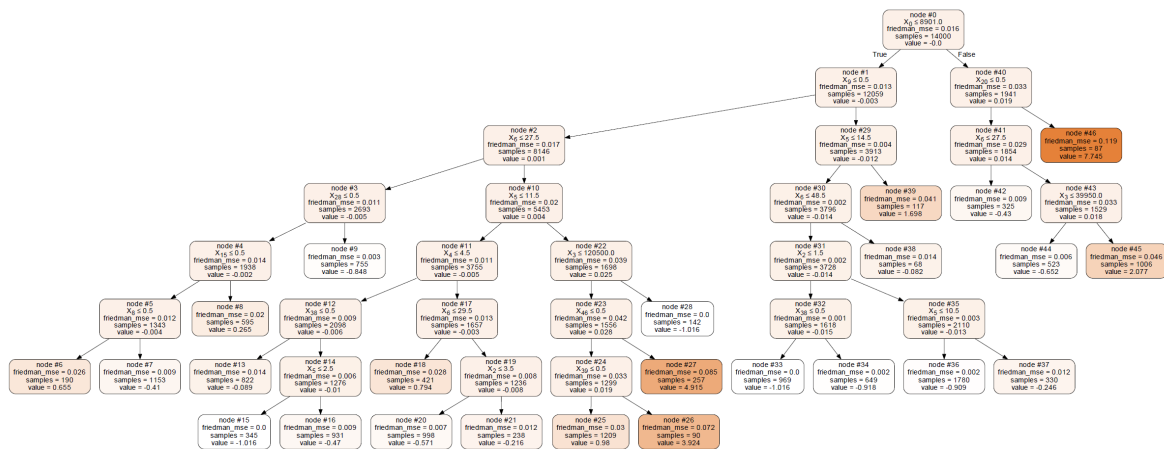 node #0
X0 ≤ 8901.0
friedman_mse = 0.016
samples = 14000
value = -0.0
True
False
node #1
X9 ≤ 0.5
friedman_mse = 0.013
samples = 12059
value = -0.003
node #40
X20 ≤ 0.5
friedman_mse = 0.033
samples = 1941
value = 0.019
node #2
X6 ≤ 27.5
friedman_mse = 0.017
samples = 8146
value = 0.001
node #29
X5 ≤ 14.5
friedman_mse = 0.004
samples = 3913
value = -0.012
node #41
X6 ≤ 27.5
friedman_mse = 0.029
samples = 1854
value = 0.014
node #46
friedman_mse = 0.119
samples = 87
value = 7.745
node #3
X28 ≤ 0.5
friedman_mse = 0.011
samples = 2693
value = -0.005
node #10
X5 ≤ 11.5
friedman_mse = 0.02
samples = 5453
value = 0.004
node #30
X6 ≤ 48.5
friedman_mse = 0.002
samples = 3796
value = -0.014
node #39
friedman_mse = 0.041
samples = 117
value = 1.698
node #42
friedman_mse = 0.009
samples = 325
value = -0.43
node #43
X3 ≤ 39950.0
friedman_mse = 0.033
samples = 1529
value = 0.018
node #4
X15 ≤ 0.5
friedman_mse = 0.014
samples = 1938
value = -0.002
node #9
friedman_mse = 0.003
samples = 755
value = -0.848
node #11
X4 ≤ 4.5
friedman_mse = 0.011
samples = 3755
value = -0.005
node #22
X3 ≤ 120500.0
friedman_mse = 0.039
samples = 1698
value = 0.025
node #31
X2 ≤ 1.5
friedman_mse = 0.002
samples = 3728
value = -0.014
node #38
friedman_mse = 0.014
samples = 68
value = -0.082
node #44
friedman_mse = 0.006
samples = 523
value = -0.652
node #45
friedman_mse = 0.046
samples = 1006
value = 2.077
node #5
X8 ≤ 0.5
friedman_mse = 0.012
samples = 1343
value = -0.004
node #8
friedman_mse = 0.02
samples = 595
value = 0.265
node #12
X38 ≤ 0.5
friedman_mse = 0.009
samples = 2098
value = -0.006
node #17
X6 ≤ 29.5
friedman_mse = 0.013
samples = 1657
value = -0.003
node #23
X46 ≤ 0.5
friedman_mse = 0.042
samples = 1556
value = 0.028
node #28
friedman_mse = 0.0
samples = 142
value = -1.016
node #32
X38 ≤ 0.5
friedman_mse = 0.001
samples = 1618
value = -0.015
node #35
X5 ≤ 10.5
friedman_mse = 0.003
samples = 2110
value = -0.013
node #6
friedman_mse = 0.026
samples = 190
value = 0.655
node #7
friedman_mse = 0.009
samples = 1153
value = -0.41
node #13
friedman_mse = 0.014
samples = 822
value = -0.089
node #14
X5 ≤ 2.5
friedman_mse = 0.006
samples = 1276
value = -0.01
node #18
friedman_mse = 0.028
samples = 421
value = 0.794
node #19
X2 ≤ 3.5
friedman_mse = 0.008
samples = 1236
value = -0.008
node #24
X39 ≤ 0.5
friedman_mse = 0.033
samples = 1299
value = 0.019
node #27
friedman_mse = 0.085
samples = 257
value = 4.915
node #33
friedman_mse = 0.0
samples = 969
value = -1.016
node #34
friedman_mse = 0.002
samples = 649
value = -0.918
node #36
friedman_mse = 0.002
samples = 1780
value = -0.909
node #37
friedman_mse = 0.012
samples = 330
value = -0.246
node #15
friedman_mse = 0.0
samples = 345
value = -1.016
node #16
friedman_mse = 0.009
samples = 931
value = -0.47
node #20
friedman_mse = 0.007
samples = 998
value = -0.571
node #21
friedman_mse = 0.012
samples = 238
value = -0.216
node #25
friedman_mse = 0.03
samples = 1209
value = 0.98
node #26
friedman_mse = 0.072
samples = 90
value = 3.924